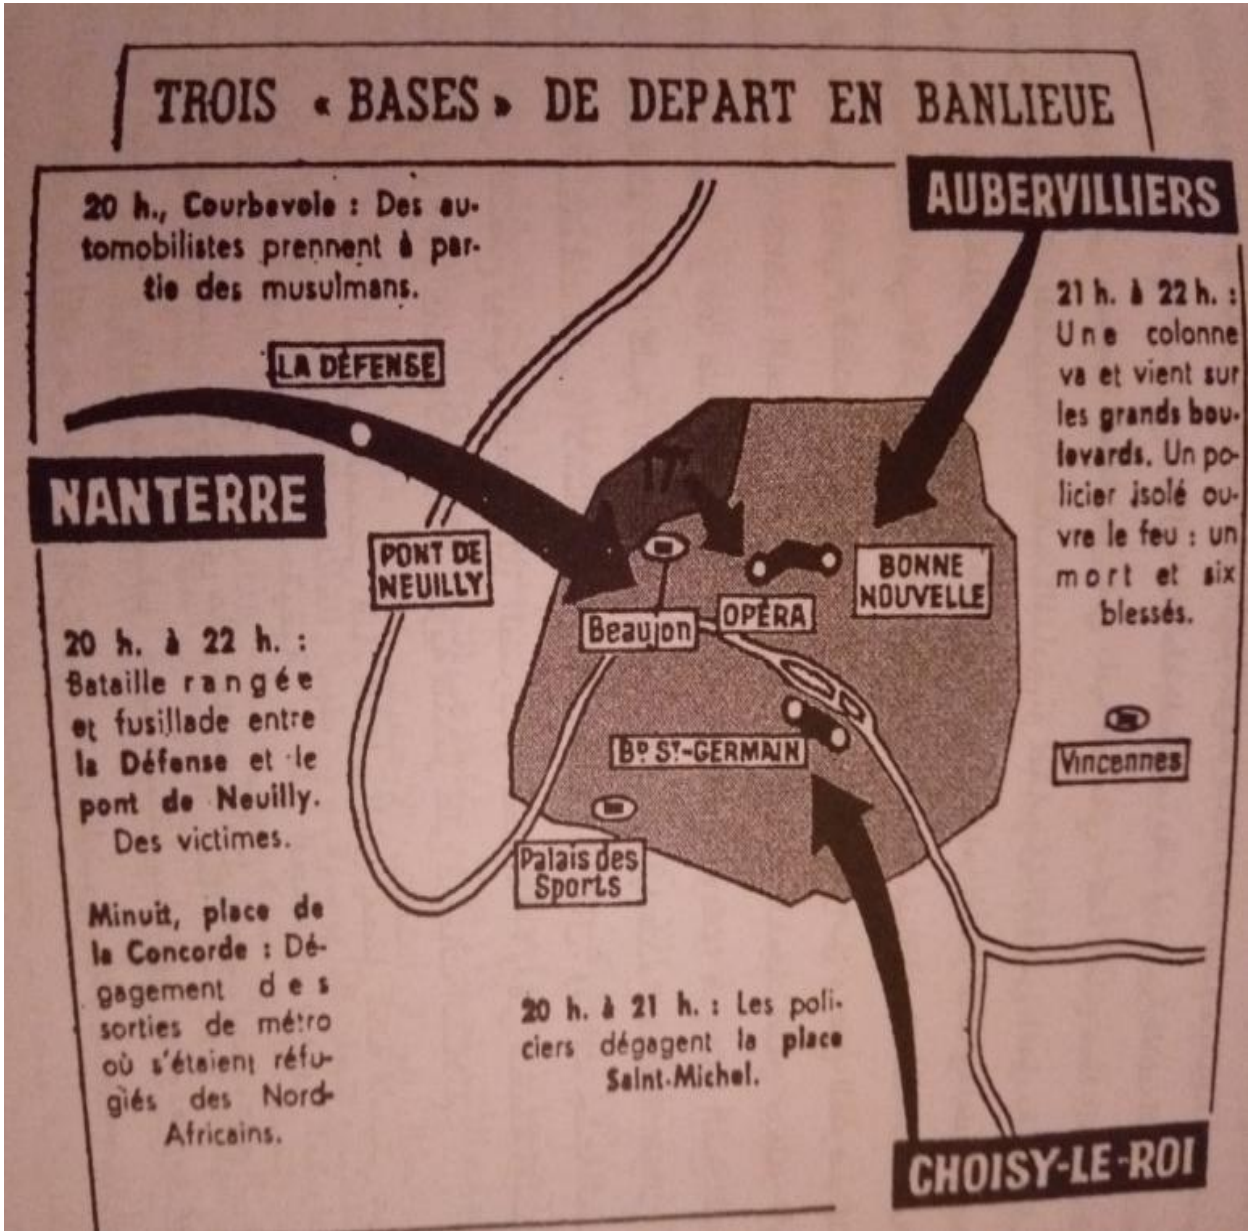 TROIS « BASES » DE DEPART EN BANLIEUE
AUBERVILLIERS
20 h., Courbevoie : Des au-
tomobilistes prennent à par-
tie des musulmans.
LA DÉFENSE
NANTERRE
PONT DE
NEUILLY
20 h. à 22 h. :
Bataille rangée
et fusillade entre
la Défense et le
pont de Neuilly.
Des victimes.
Minuit, place de
la Concorde : Dé-
gagement des
sorties de métro
où s'étaient réfu-
giés des Nord-
Africains.
17e
Beaujon
OPÉRA
BONNE
NOUVELLE
Bd St-GERMAIN
Palais des
Sports
21 h. à 22 h. :
Une colonne
va et vient sur
les grands bou-
levards. Un po-
licier isolé ou-
vre le feu : un
mort et six
blessés.
Vincennes
20 h. à 21 h. : Les poli-
ciers dégagent la place
Saint-Michel.
CHOISY-LE-ROI